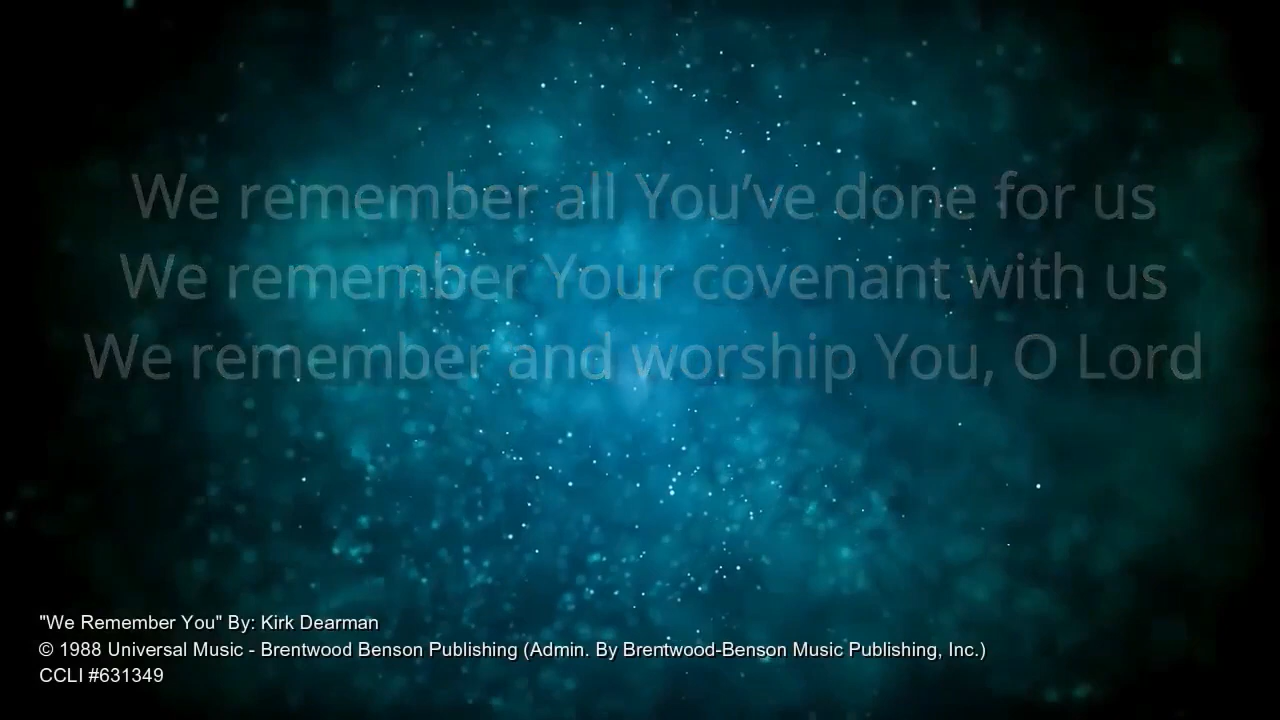 We remember all You’ve done for us
We remember Your covenant with us
We remember and worship You, O Lord
"We Remember You" By: Kirk Dearman
© 1988 Universal Music - Brentwood Benson Publishing (Admin. By Brentwood-Benson Music Publishing, Inc.)
CCLI #631349